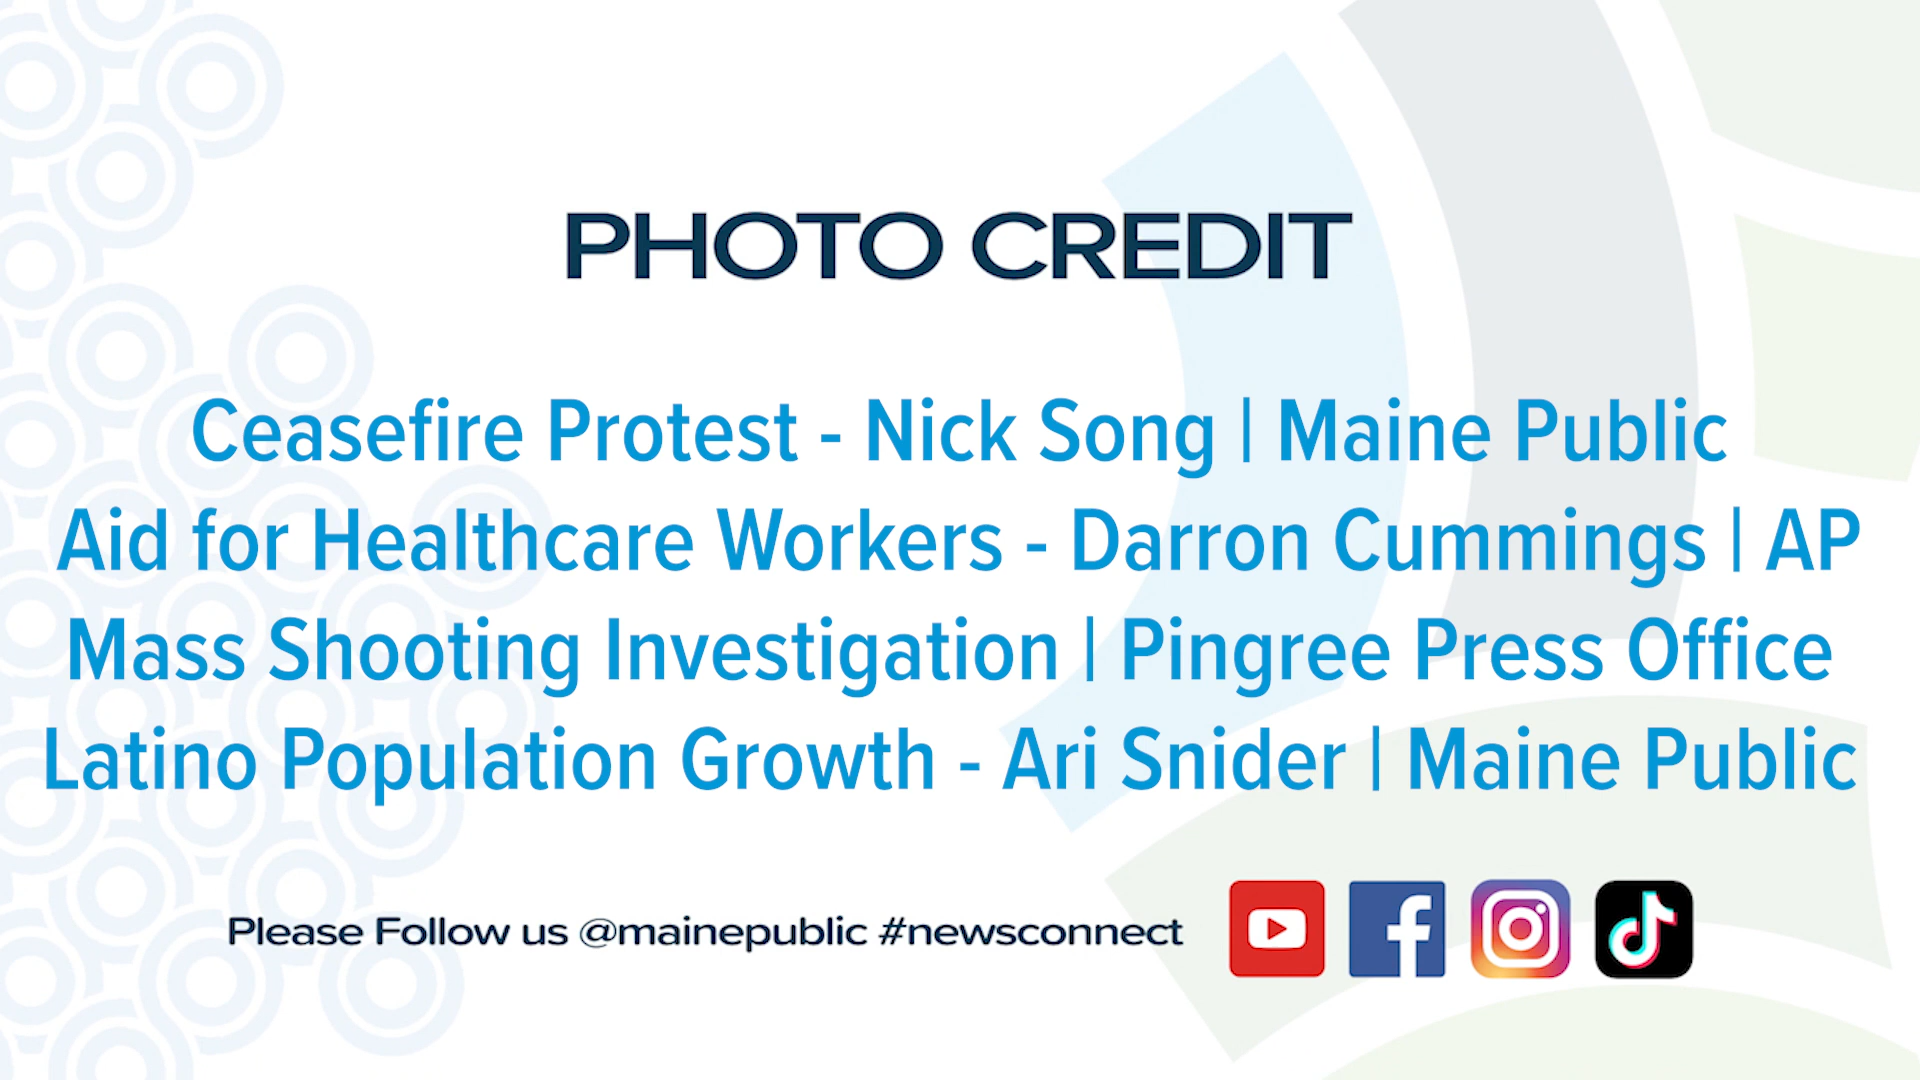 PHOTO CREDIT
Ceasefire Protest - Nick Song | Maine Public
Aid for Healthcare Workers - Darron Cummings | AP
Mass Shooting Investigation | Pingree Press Office
Latino Population Growth - Ari Snider | Maine Public
Please Follow us @mainepublic #newsconnect